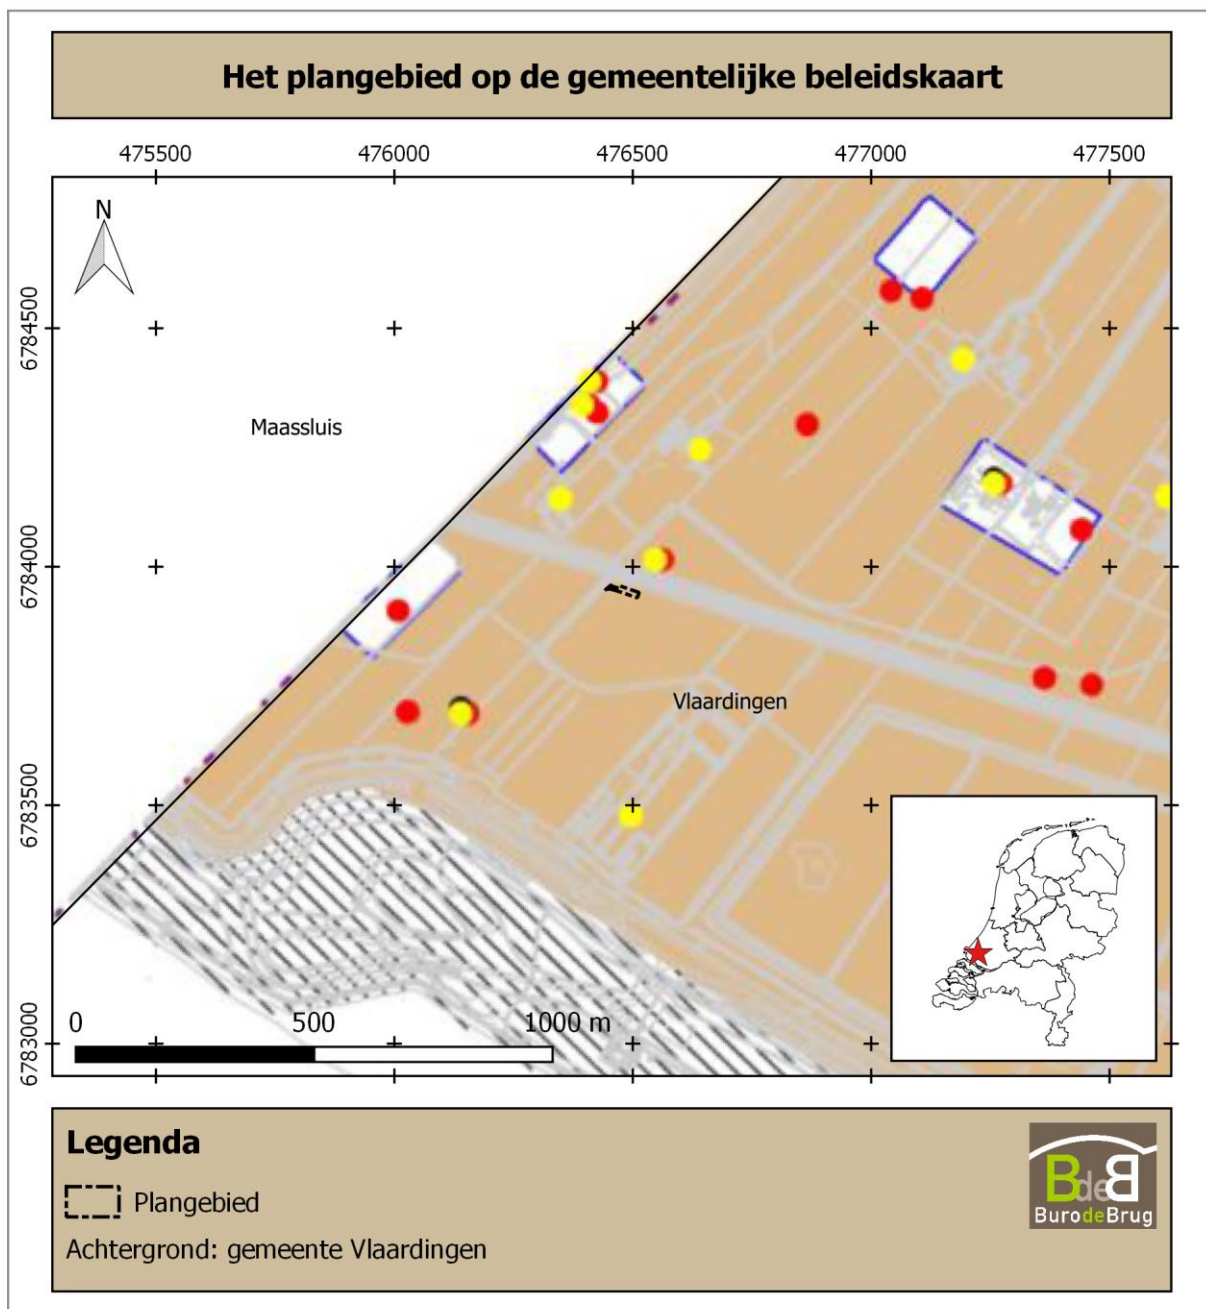 Het plangebied op de gemeentelijke beleidskaart
475500 476000 476500 477000 477500
N
6784500
Maassluis
6784000
Vlaardingen
6783500
6783000
0 500 1000 m
Legenda
Plangebied
Achtergrond: gemeente Vlaardingen
BdeB
BurodeBrug